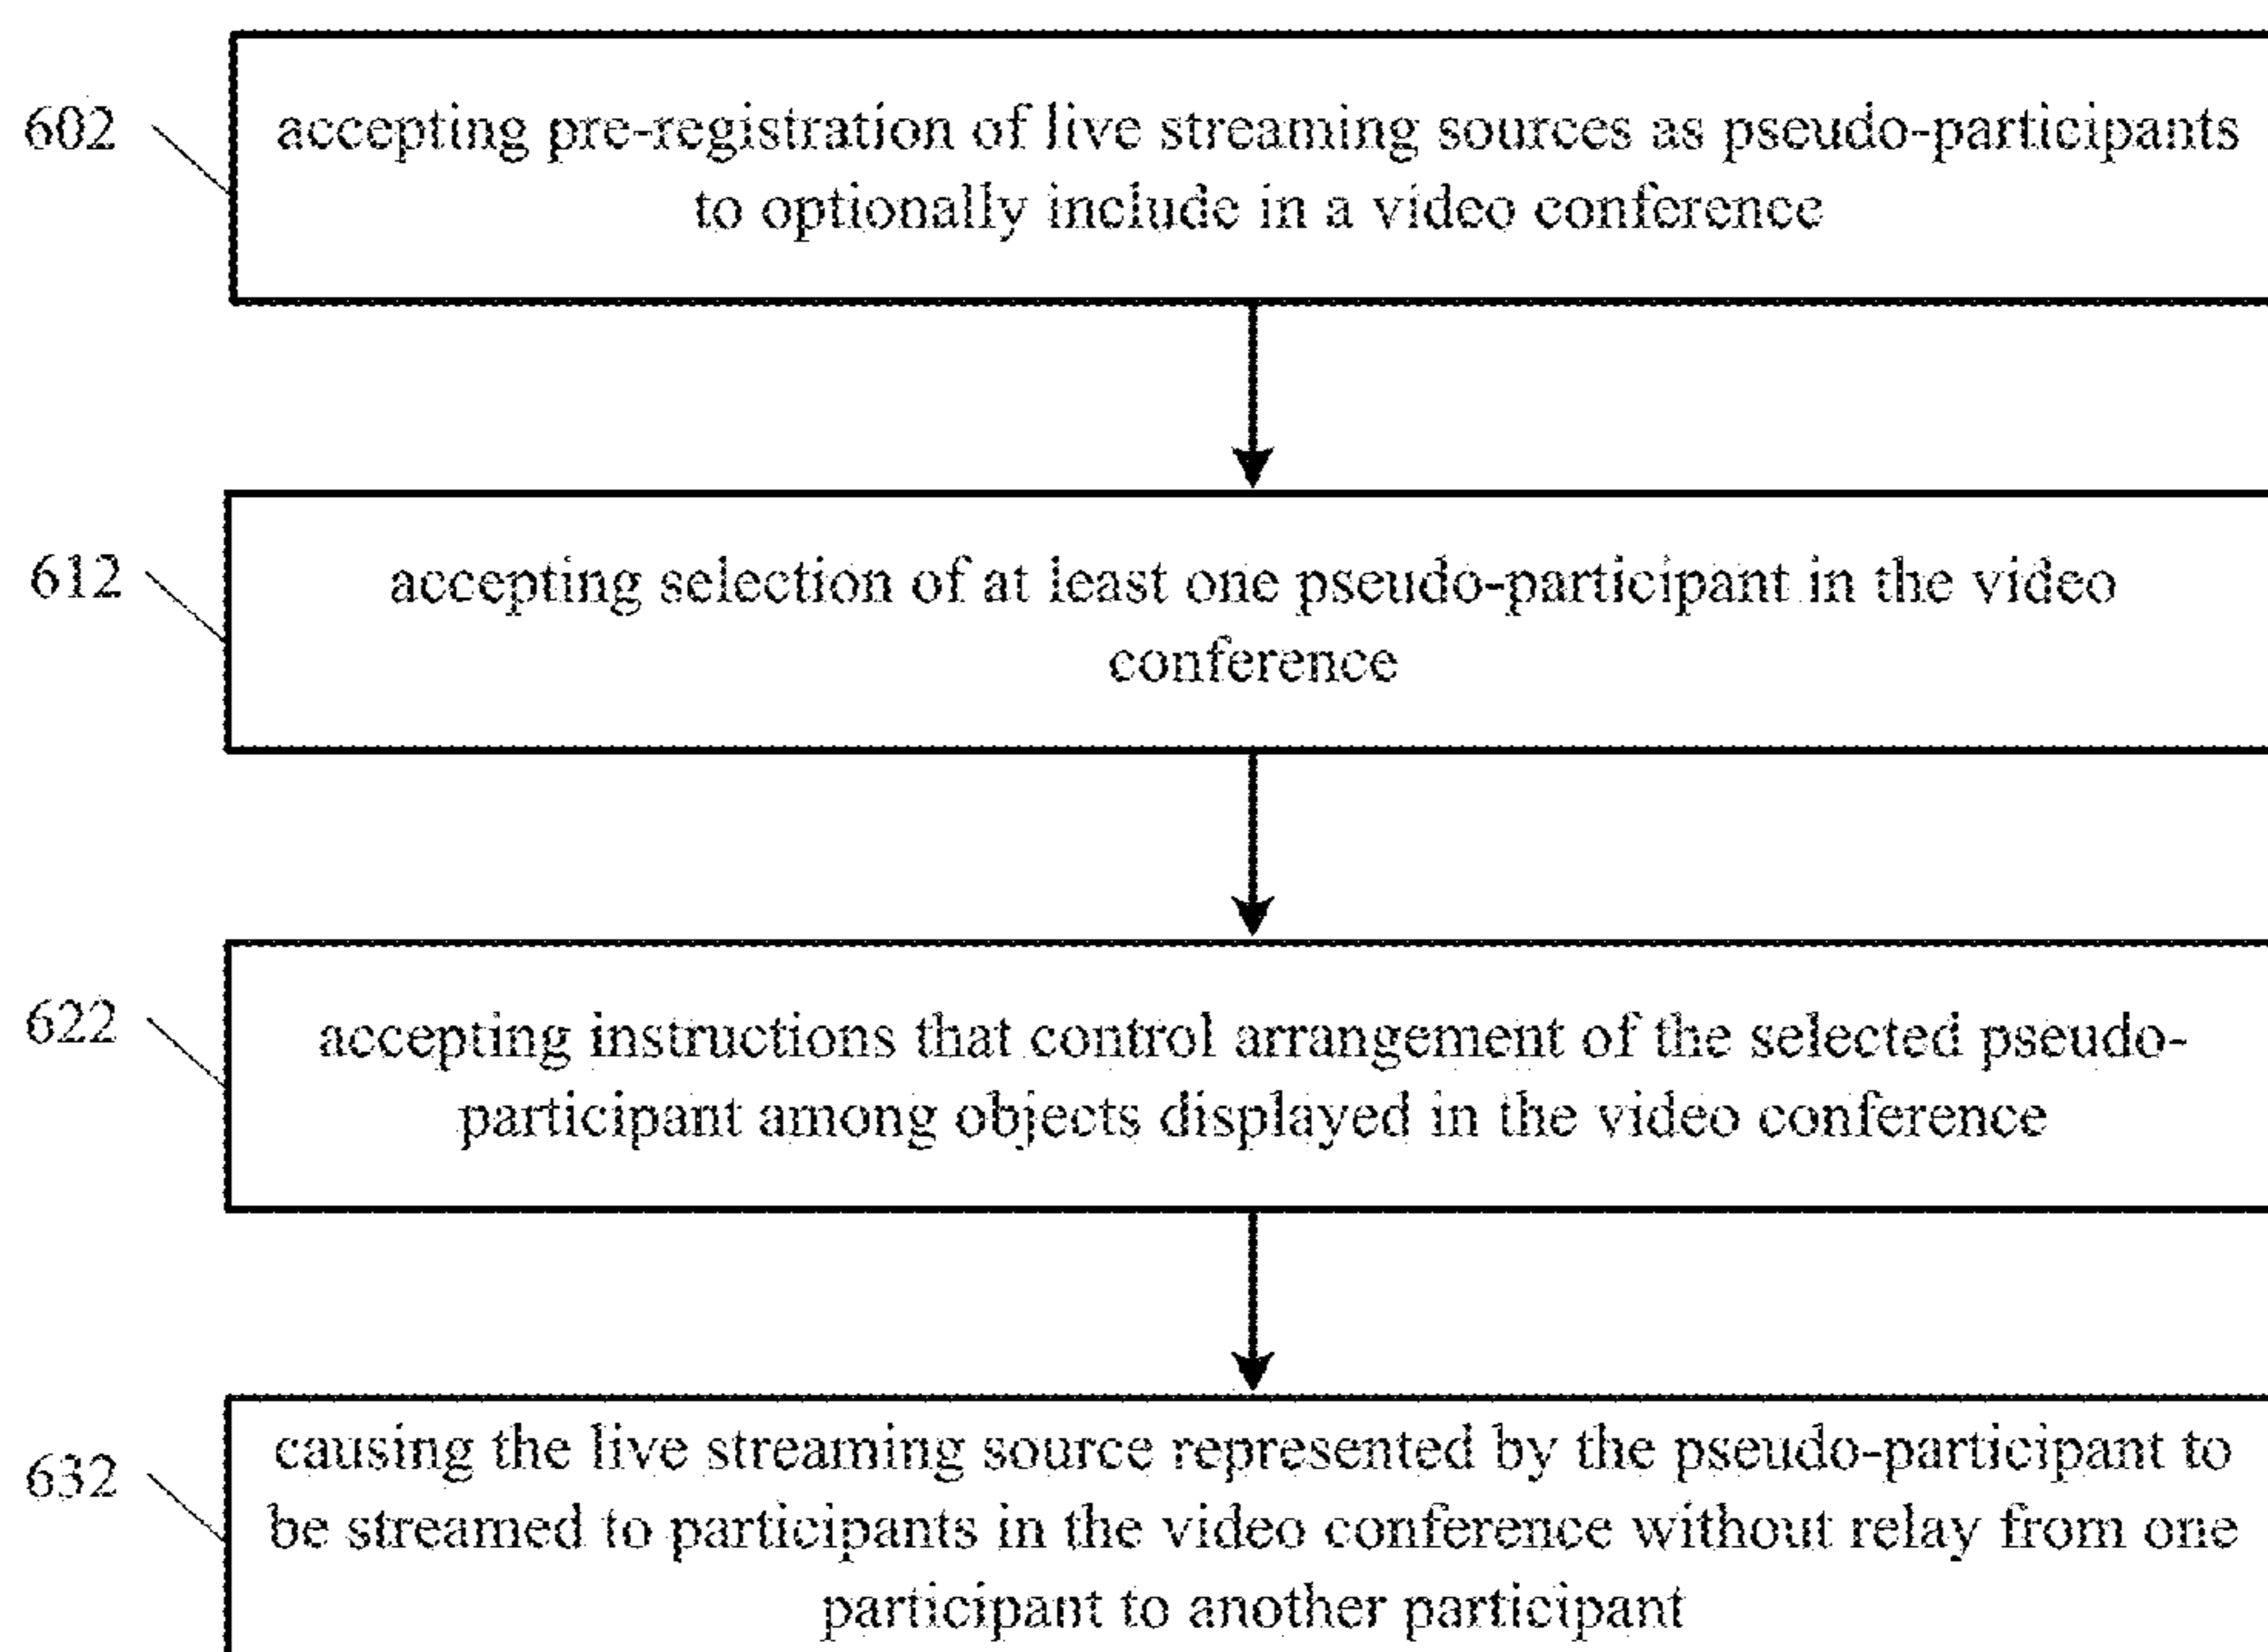 602
accepting pre-registration of live streaming sources as pseudo-participants
to optionally include in a video conference
612
accepting selection of at least one pseudo-participant in the video
conference
622
accepting instructions that control arrangement of the selected pseudo-
participant among objects displayed in the video conference
632
causing the live streaming source represented by the pseudo-participant to
be streamed to participants in the video conference without relay from one
participant to another participant